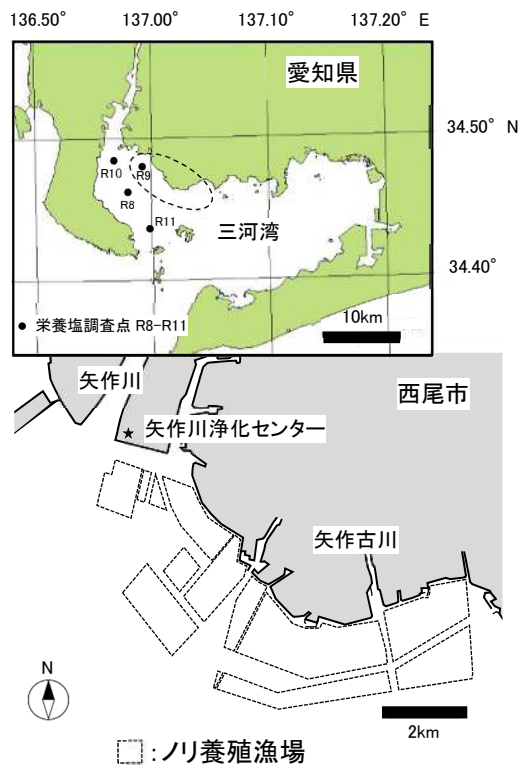 136.50° 137.00° 137.10° 137.20° E
愛知県
34.50° N
R10
R9
R8
R11
三河湾
34.40°
● 栄養塩調査点 R8-R11
10km
矢作川
西尾市
★ 矢作川浄化センター
矢作古川
N
2km
:ノリ養殖漁場